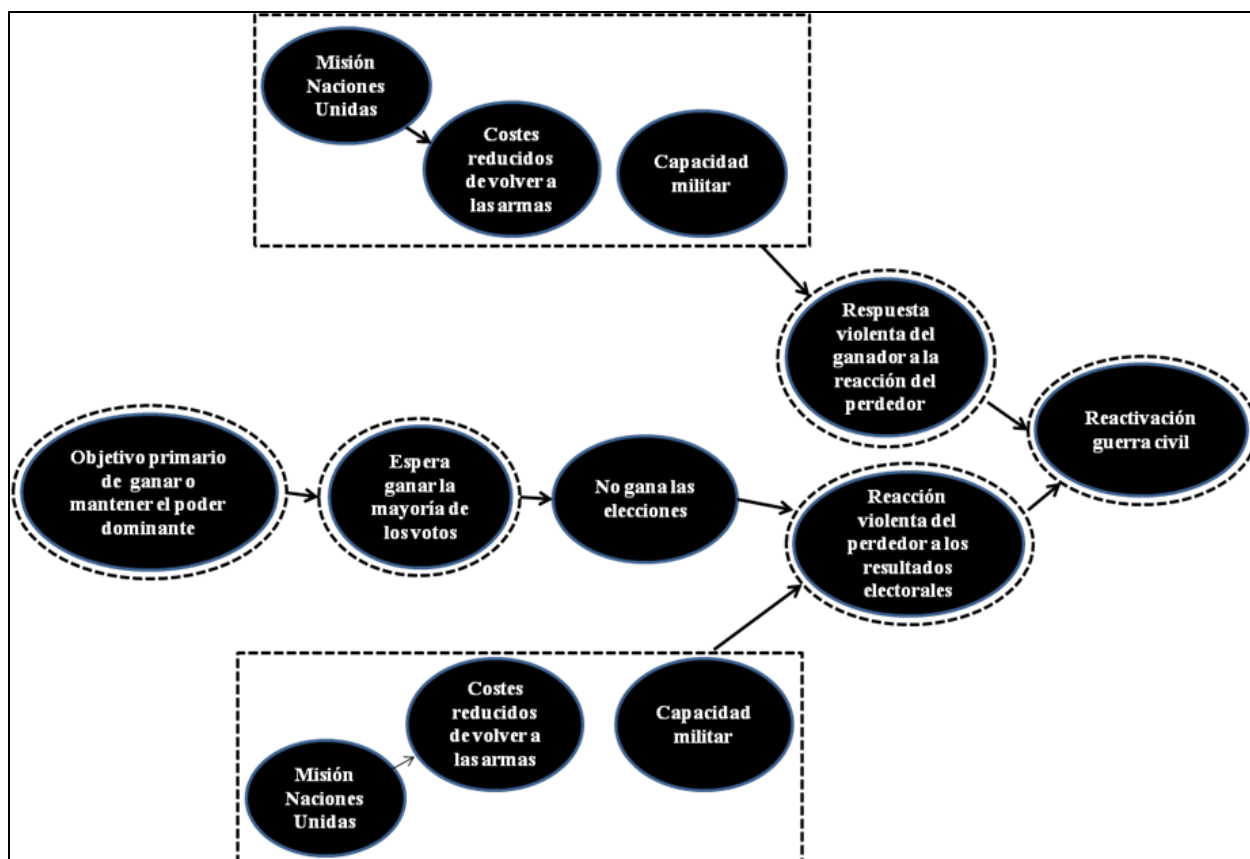 Misión
Naciones
Unidas
Costes
reducidos
de volver a
las armas
Capacidad
militar
Respuesta
violenta del
ganador a la
reacción del
perdedor
Reactivación
guerra civil
Objetivo primario
de ganar o
mantener el poder
dominante
Espera
ganar la
mayoría de
los votos
No gana las
elecciones
Reacción
violenta del
perdedor a los
resultados
electorales
Costes
reducidos
de volver a
las armas
Capacidad
militar
Misión
Naciones
Unidas